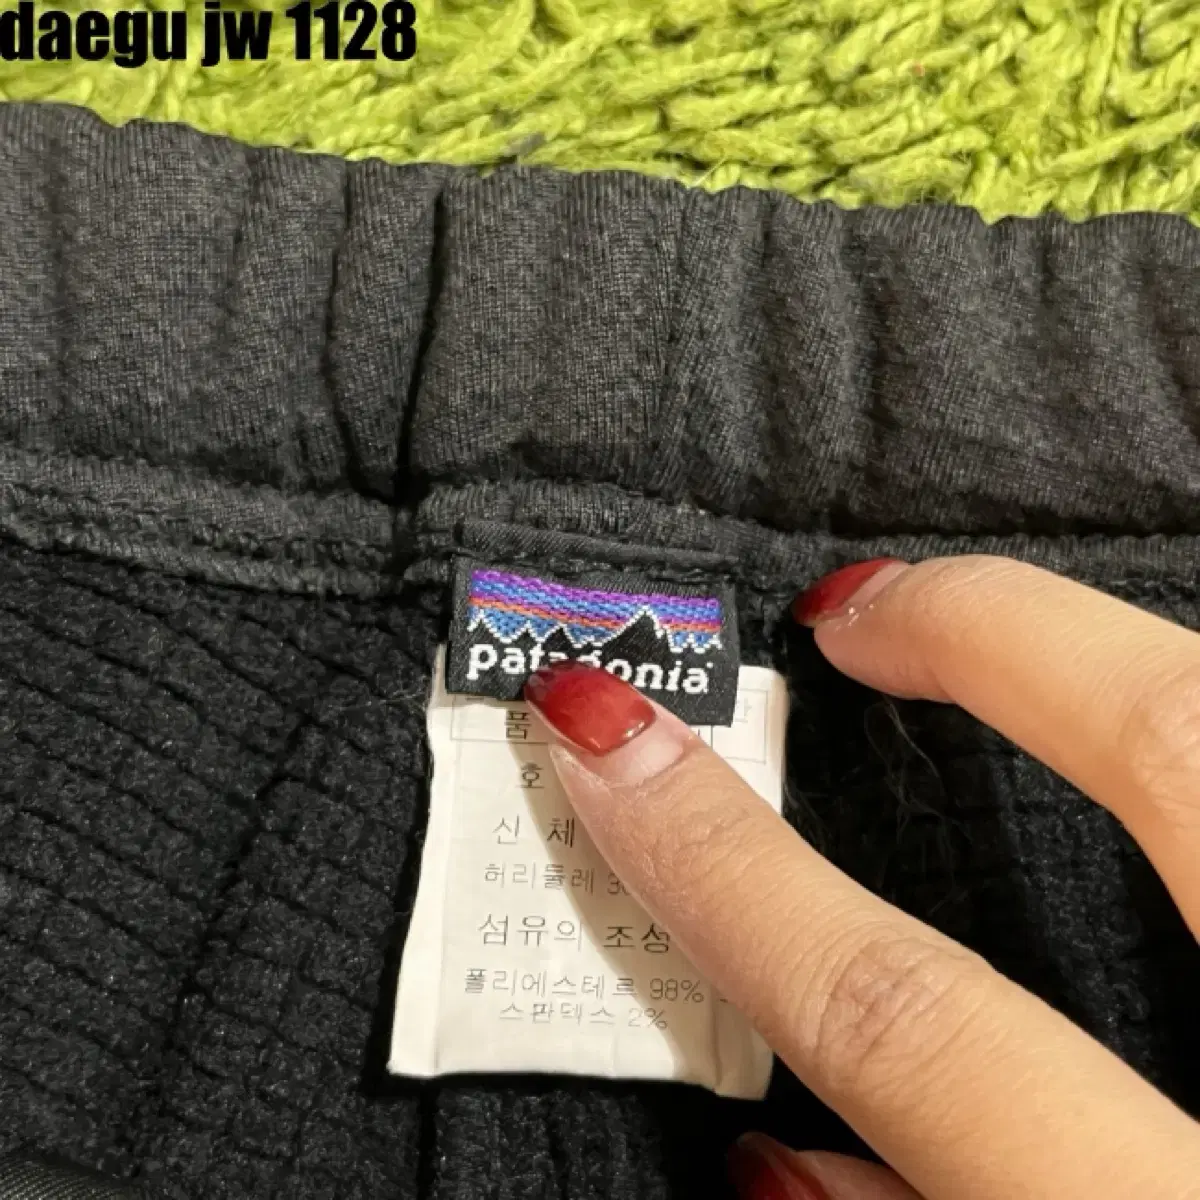 daegu jw 1128
patagonia
품
호
신 체
허리둘레 30
섬유의 조성
폴리에스테르 98%
스판덱스 2%